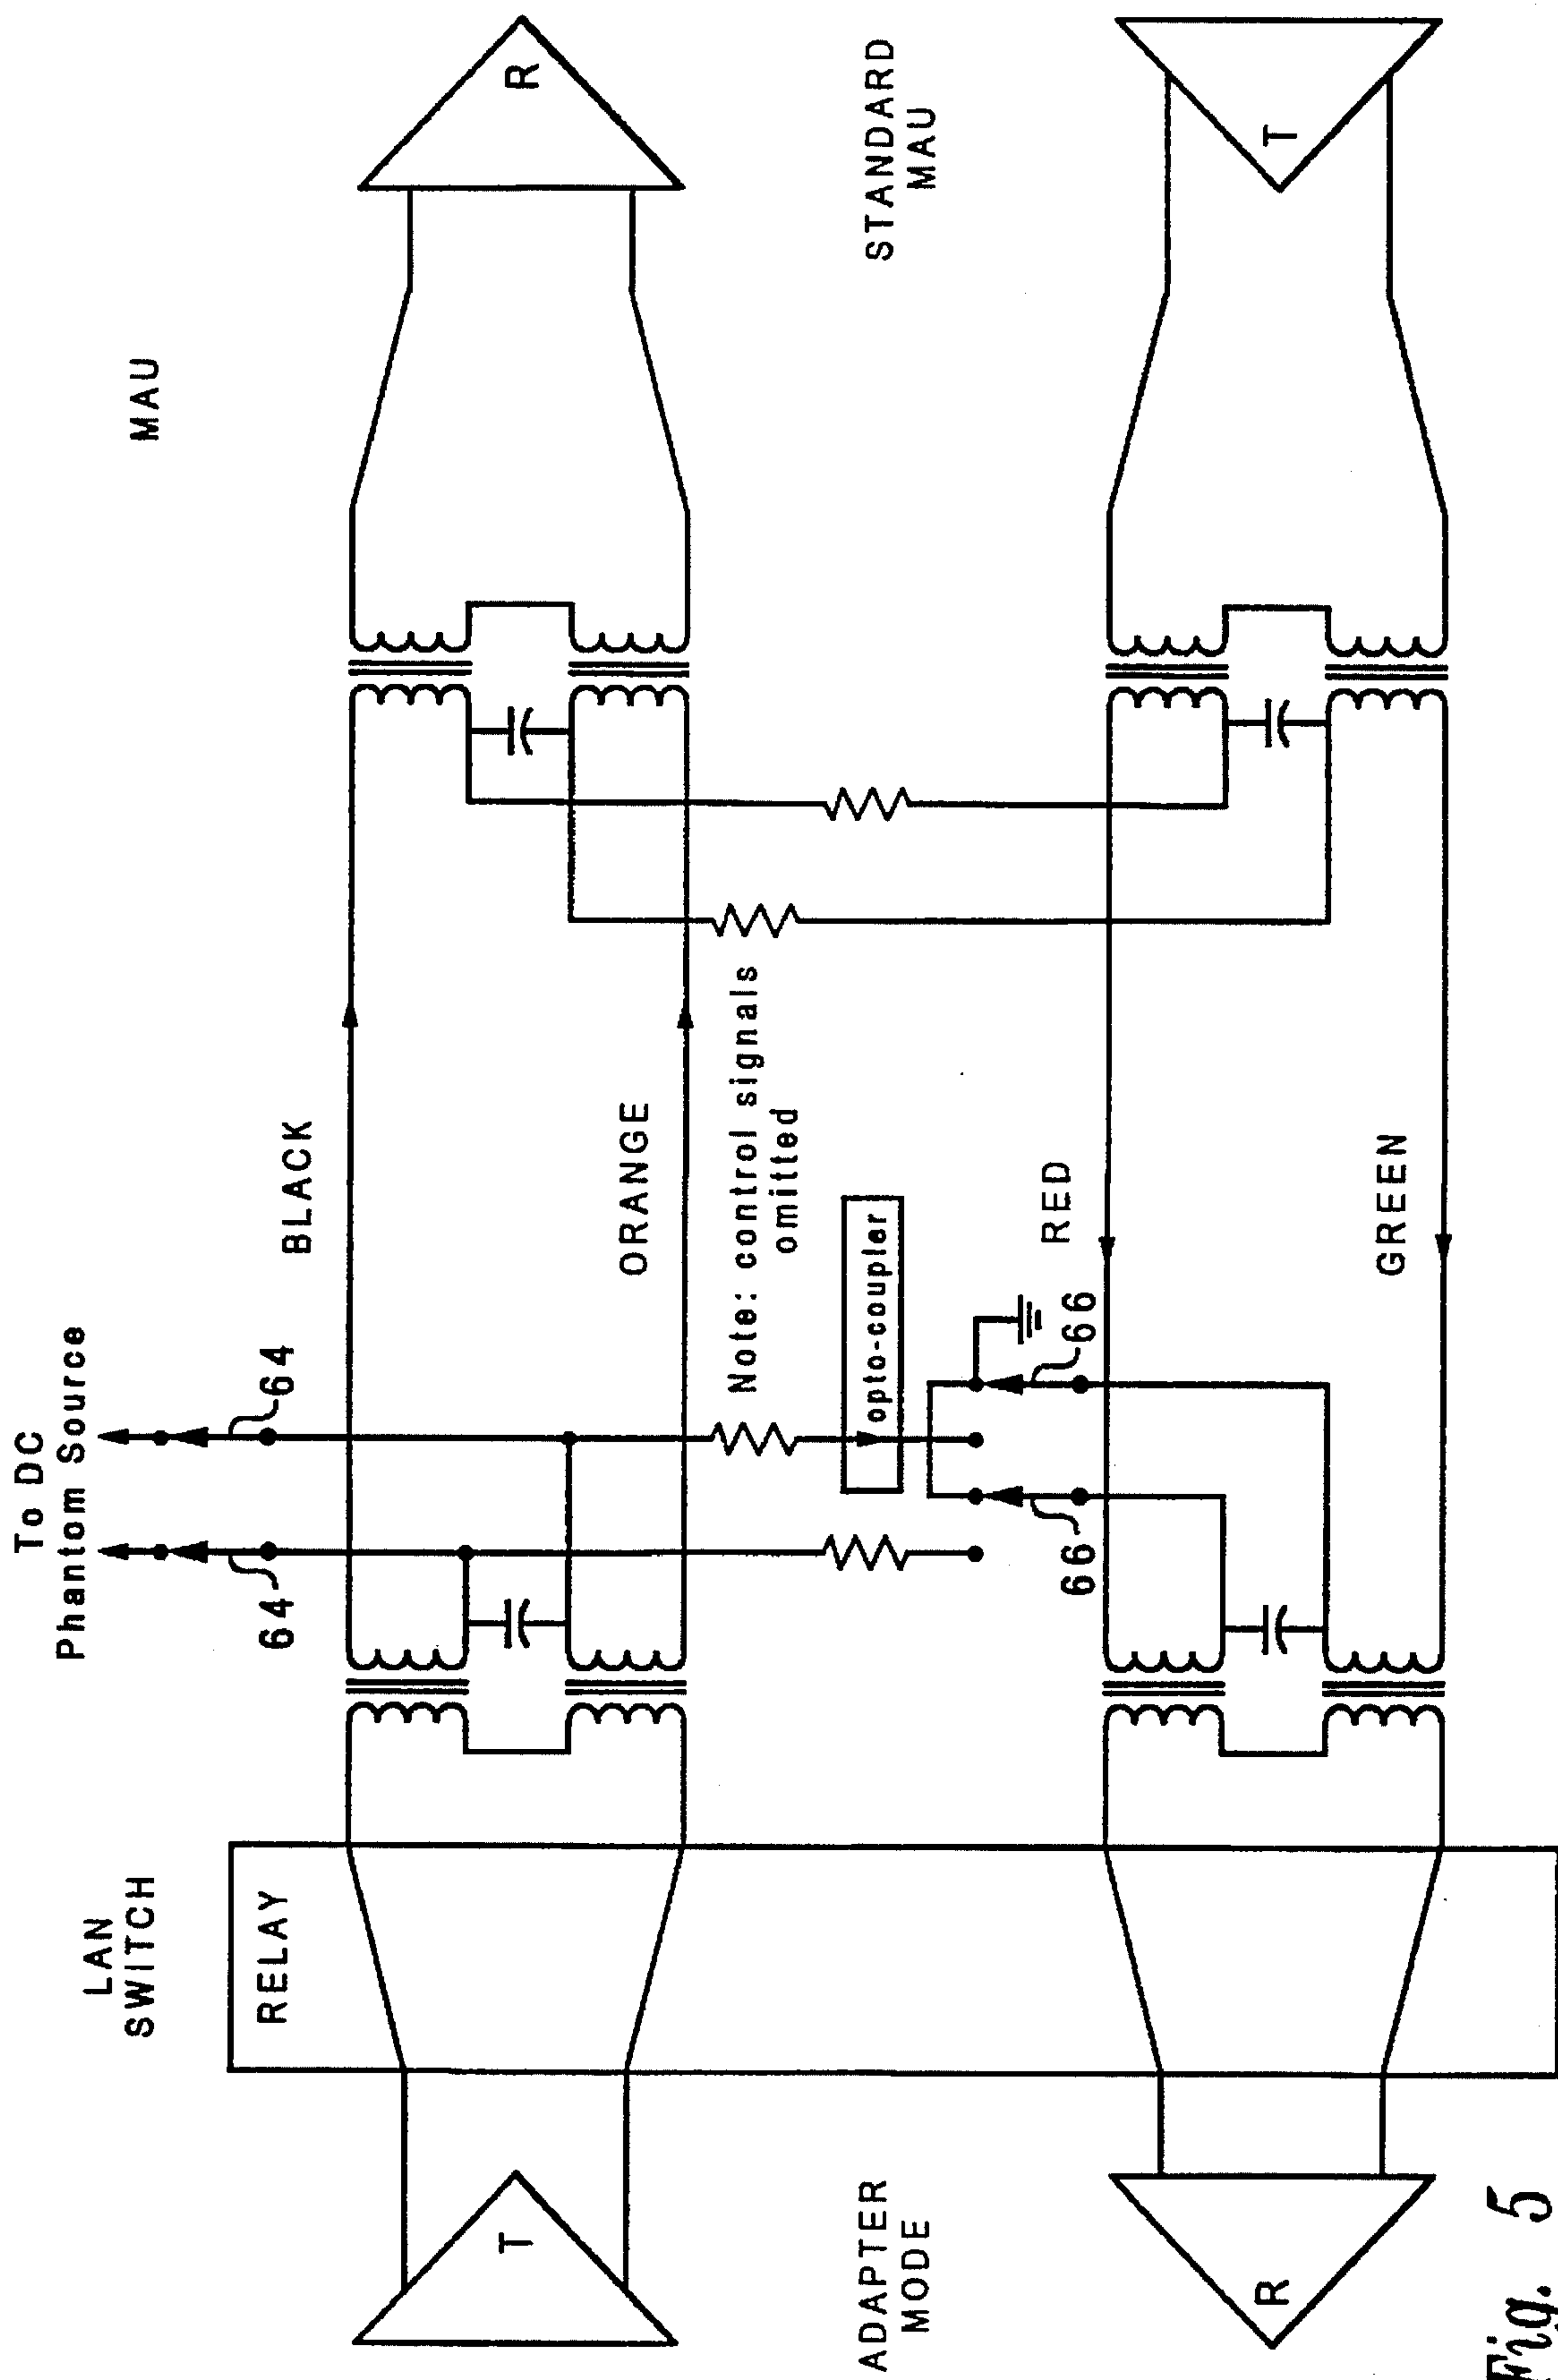 LAN
SWITCH
To DC
Phantom Source
MAU
RELAY
64
64
BLACK
ORANGE
T
R
Note: control signals
omitted
opto-coupler
ADAPTER
MODE
STANDARD
MAU
66
66
RED
GREEN
R
T
Fig. 5